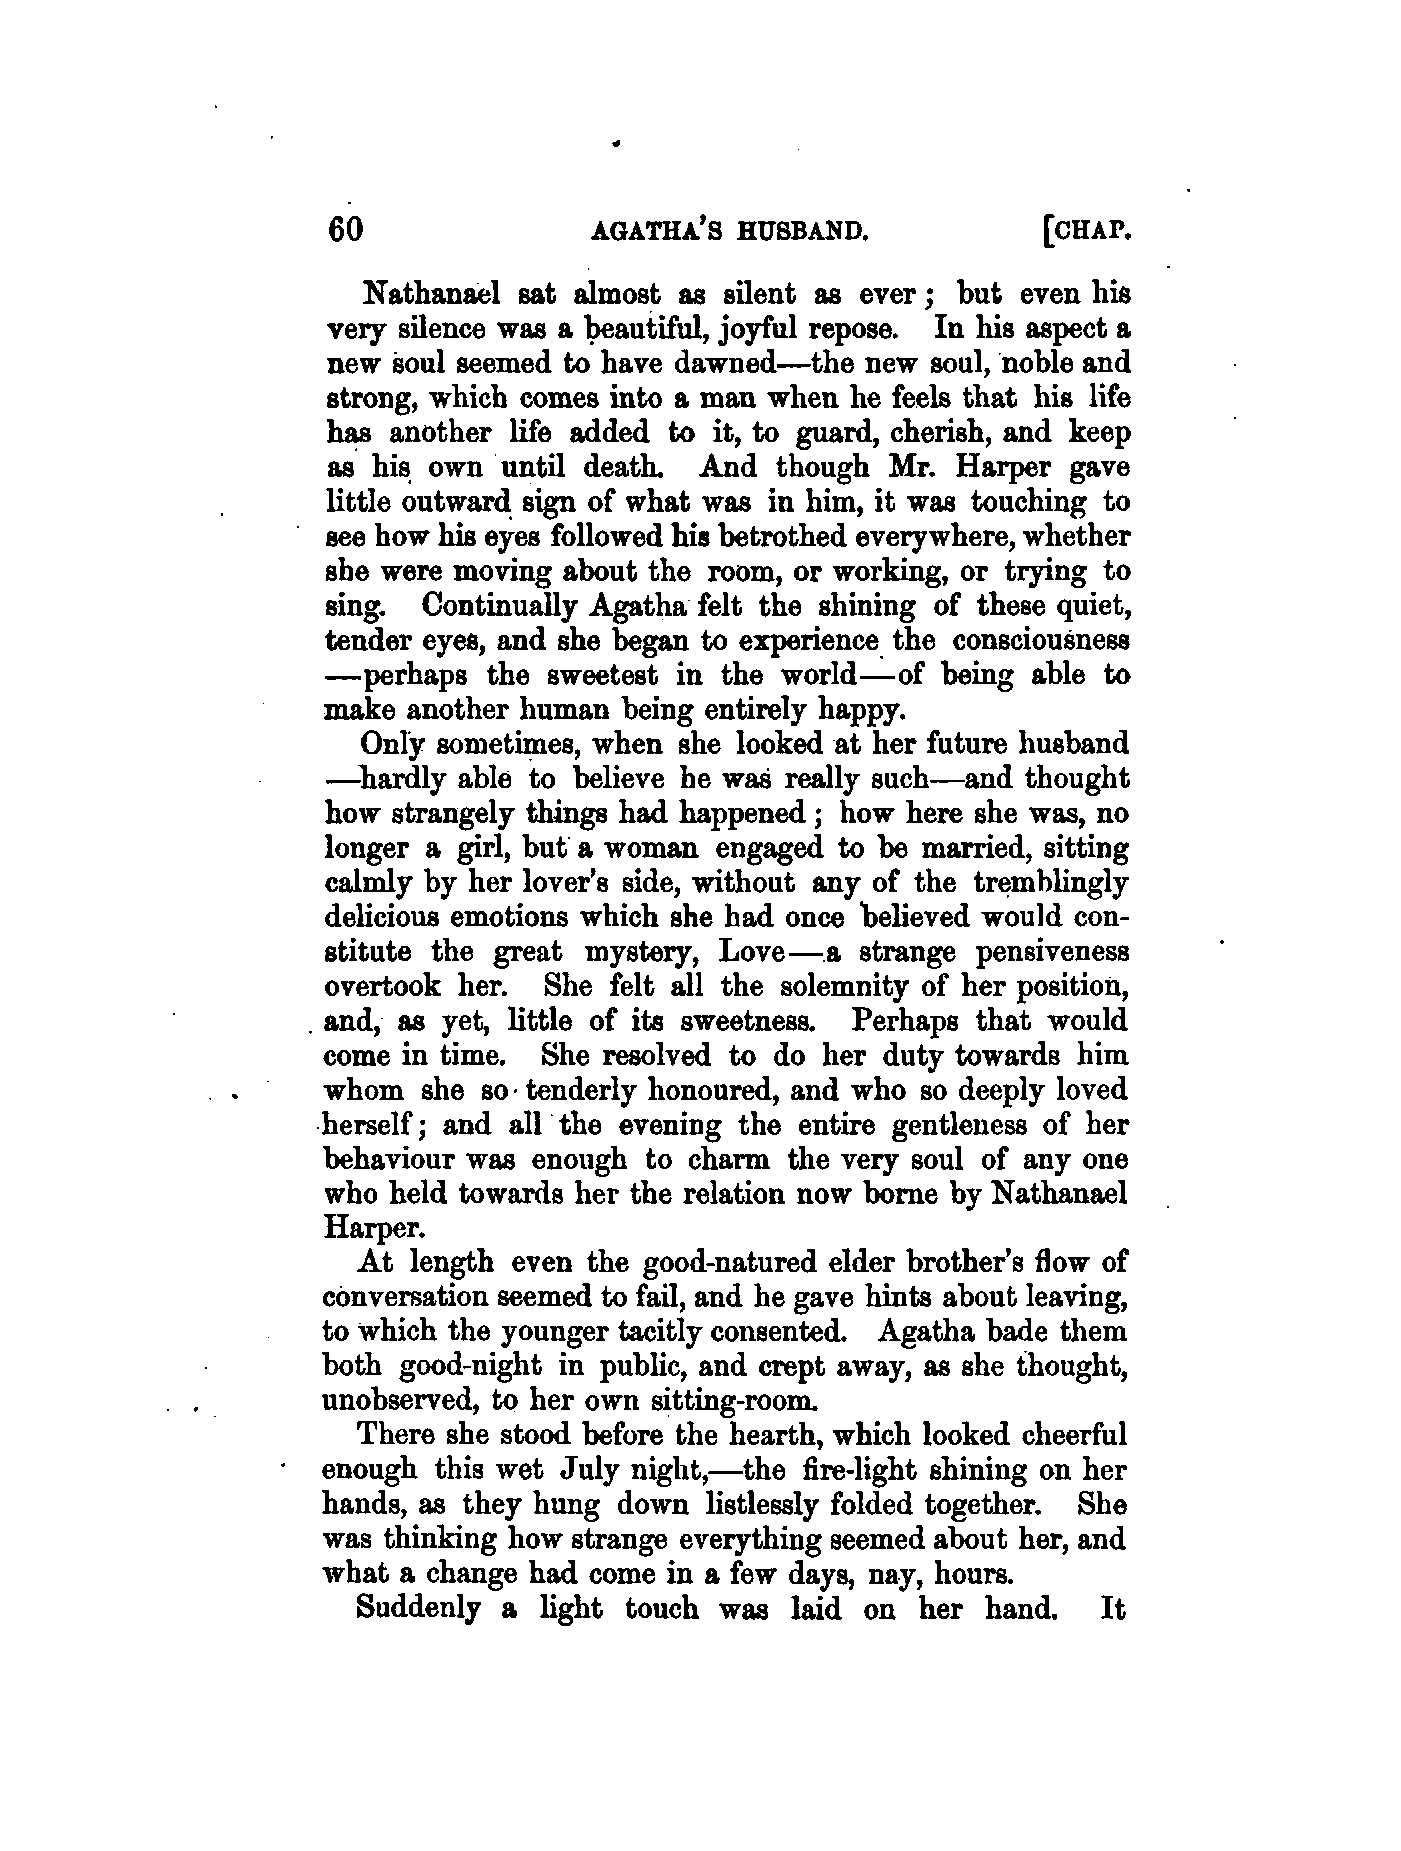 60 AGATHA'S HUSBAND. [CHAP.
Nathanael sat almost as silent as ever; but even his
very silence was a beautiful, joyful repose. In his aspect a
new soul seemed to have dawned—the new soul, noble and
strong, which comes into a man when he feels that his life
has another life added to it, to guard, cherish, and keep
as his own until death. And though Mr. Harper gave
little outward sign of what was in him, it was touching to
see how his eyes followed his betrothed everywhere, whether
she were moving about the room, or working, or trying to
sing. Continually Agatha felt the shining of these quiet,
tender eyes, and she began to experience the consciousness
—perhaps the sweetest in the world—of being able to
make another human being entirely happy.
Only sometimes, when she looked at her future husband
—hardly able to believe he was really such—and thought
how strangely things had happened; how here she was, no
longer a girl, but a woman engaged to be married, sitting
calmly by her lover's side, without any of the tremblingly
delicious emotions which she had once believed would con-
stitute the great mystery, Love—a strange pensiveness
overtook her. She felt all the solemnity of her position,
and, as yet, little of its sweetness. Perhaps that would
come in time. She resolved to do her duty towards him
whom she so tenderly honoured, and who so deeply loved
herself; and all the evening the entire gentleness of her
behaviour was enough to charm the very soul of any one
who held towards her the relation now borne by Nathanael
Harper.
At length even the good-natured elder brother's flow of
conversation seemed to fail, and he gave hints about leaving,
to which the younger tacitly consented. Agatha bade them
both good-night in public, and crept away, as she thought,
unobserved, to her own sitting-room.
There she stood before the hearth, which looked cheerful
enough this wet July night,—the fire-light shining on her
hands, as they hung down listlessly folded together. She
was thinking how strange everything seemed about her, and
what a change had come in a few days, nay, hours.
Suddenly a light touch was laid on her hand. It